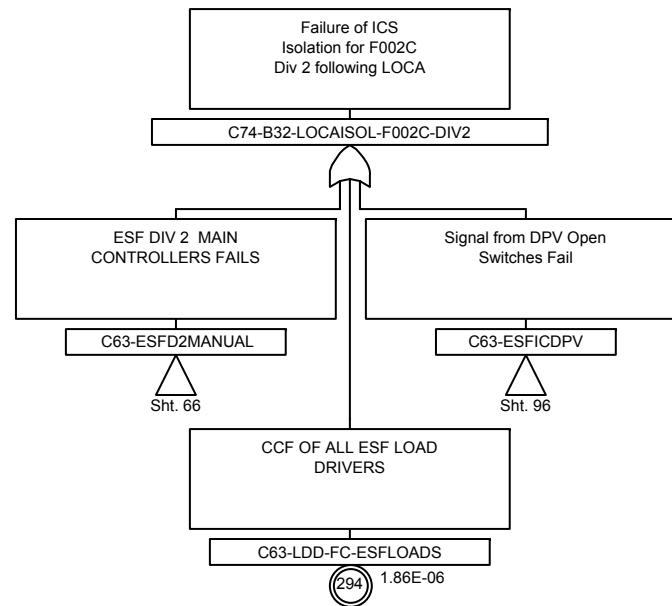 Failure of ICS
Isolation for F002C
Div 2 following LOCA
C74-B32-LOCAISOL-F002C-DIV2
ESF DIV 2  MAIN
CONTROLLERS FAILS
C63-ESFD2MANUAL
Sht. 66
Signal from DPV Open
Switches Fail
C63-ESFICDPV
Sht. 96
CCF OF ALL ESF LOAD
DRIVERS
C63-LDD-FC-ESFLOADS
294
1.86E-06